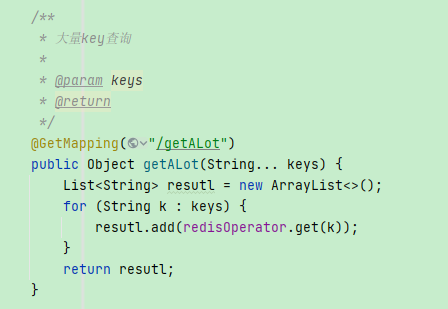 /**
 * 大量key查询
 *
 * @param keys
 * @return
 */
@GetMapping("/getALot")
public Object getALot(String... keys) {
    List<String> resutl = new ArrayList<>();
    for (String k : keys) {
        resutl.add(redisOperator.get(k));
    }
    return resutl;
}